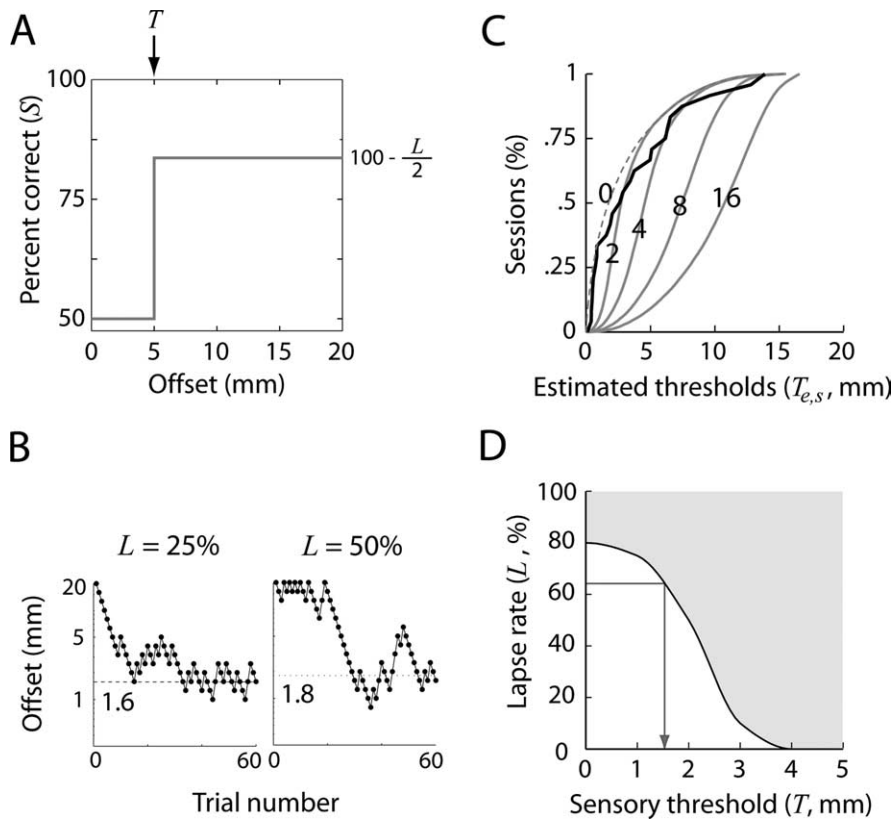 A
T
100
75
50
Percent correct (S)
100 - L/2
0 5 10 15 20
Offset (mm)
B
L = 25%
L = 50%
20
5
1
Offset (mm)
1.6
1.8
0 60
0 60
Trial number
C
1
.75
.5
.25
0
Sessions (%)
0
2
4
8
16
0 5 10 15 20
Estimated thresholds (Te,s, mm)
D
100
80
60
40
20
0
Lapse rate (L , %)
0 1 2 3 4 5
Sensory threshold (T, mm)